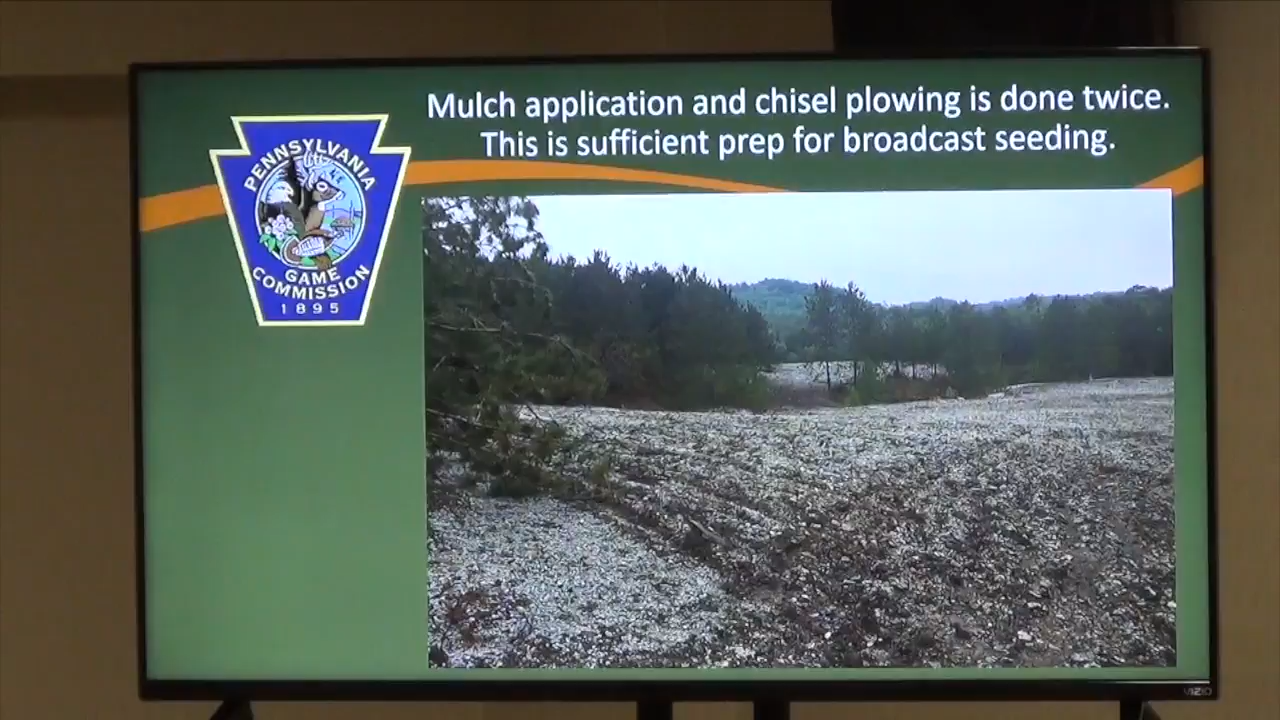 Mulch application and chisel plowing is done twice.
This is sufficient prep for broadcast seeding.
PENNSYLVANIA
GAME
COMMISSION
1895
VIZIO